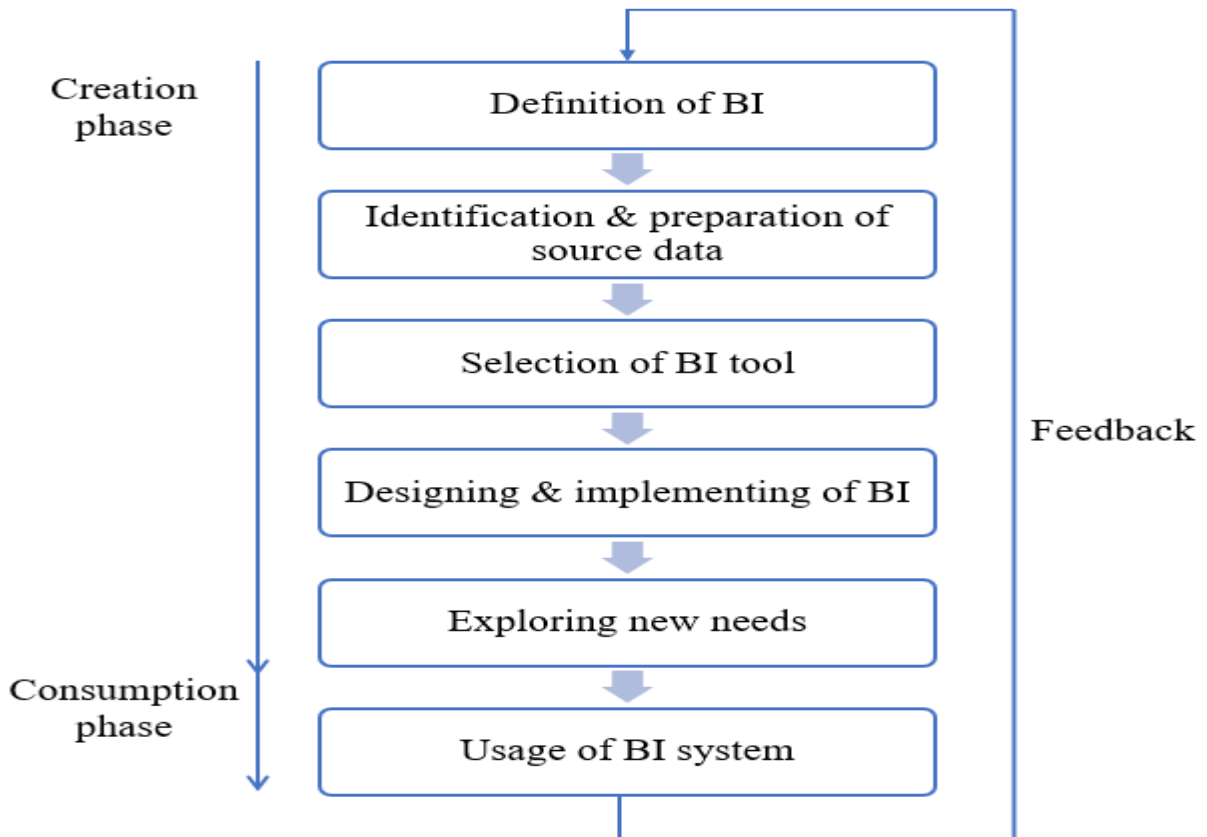 Creation
phase
Definition of BI
Identification & preparation of
source data
Selection of BI tool
Feedback
Designing & implementing of BI
Exploring new needs
Consumption
phase
Usage of BI system